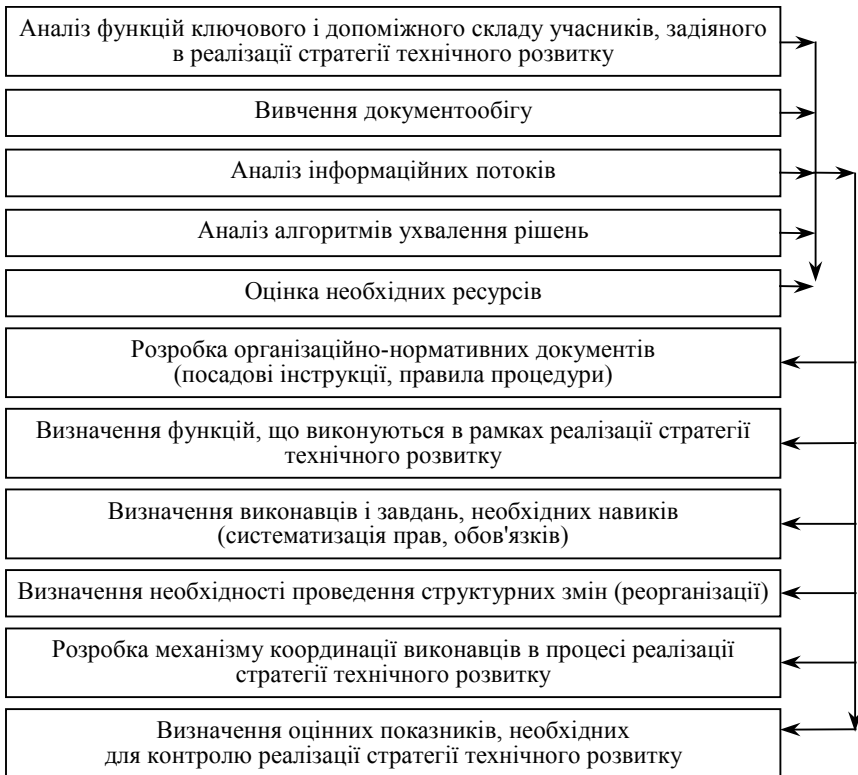 Аналіз функцій ключового і допоміжного складу учасників, задіяного
в реалізації стратегії технічного розвитку
Вивчення документообігу
Аналіз інформаційних потоків
Аналіз алгоритмів ухвалення рішень
Оцінка необхідних ресурсів
Розробка організаційно-нормативних документів
(посадові інструкції, правила процедури)
Визначення функцій, що виконуються в рамках реалізації стратегії
технічного розвитку
Визначення виконавців і завдань, необхідних навиків
(систематизація прав, обов'язків)
Визначення необхідності проведення структурних змін (реорганізації)
Розробка механізму координації виконавців в процесі реалізації
стратегії технічного розвитку
Визначення оцінних показників, необхідних
для контролю реалізації стратегії технічного розвитку